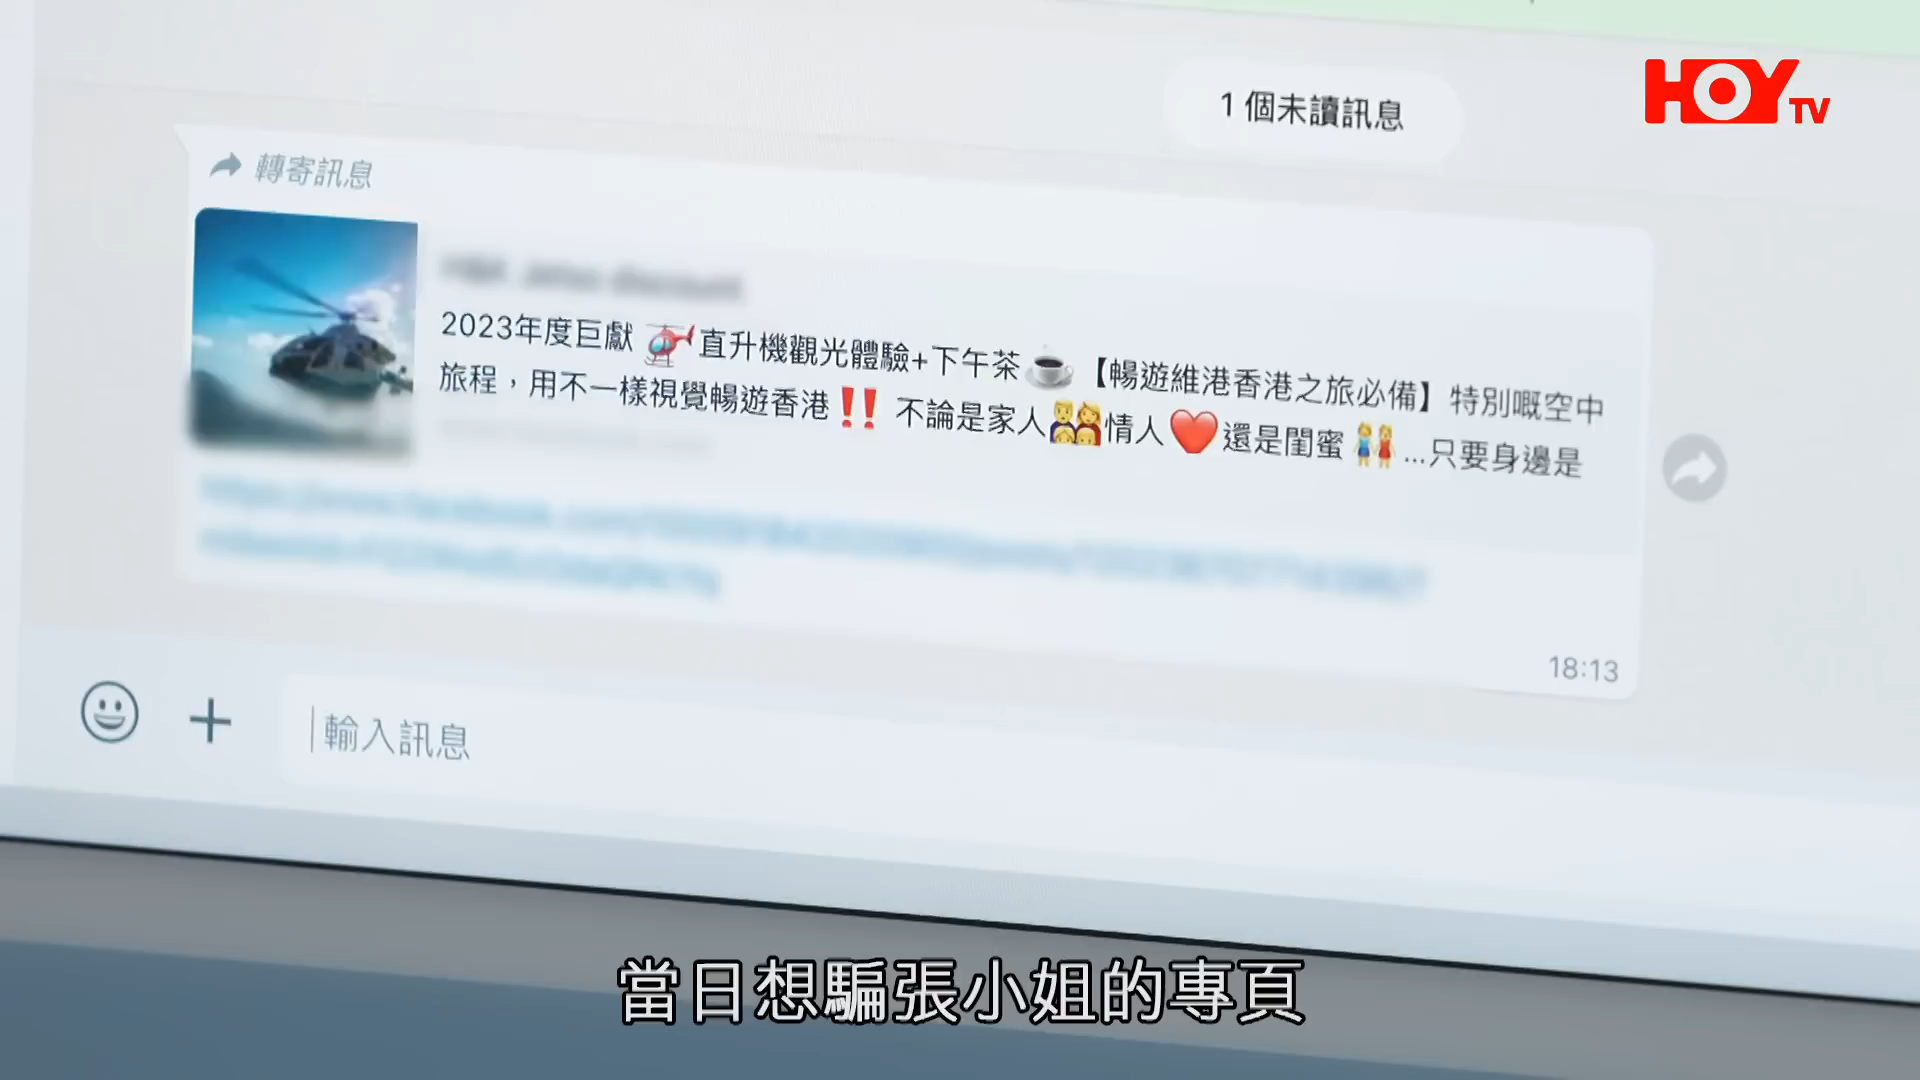 HOY TV
1 個未讀訊息
轉寄訊息
2023年度巨獻 🚁直升機觀光體驗+下午茶☕【暢遊維港香港之旅必備】特別嘅空中
旅程，用不一樣視覺暢遊香港‼️ 不論是家人👨‍👩‍👧‍👦情人❤️還是閨蜜👭...只要身邊是
18:13
輸入訊息
當日想騙張小姐的專頁